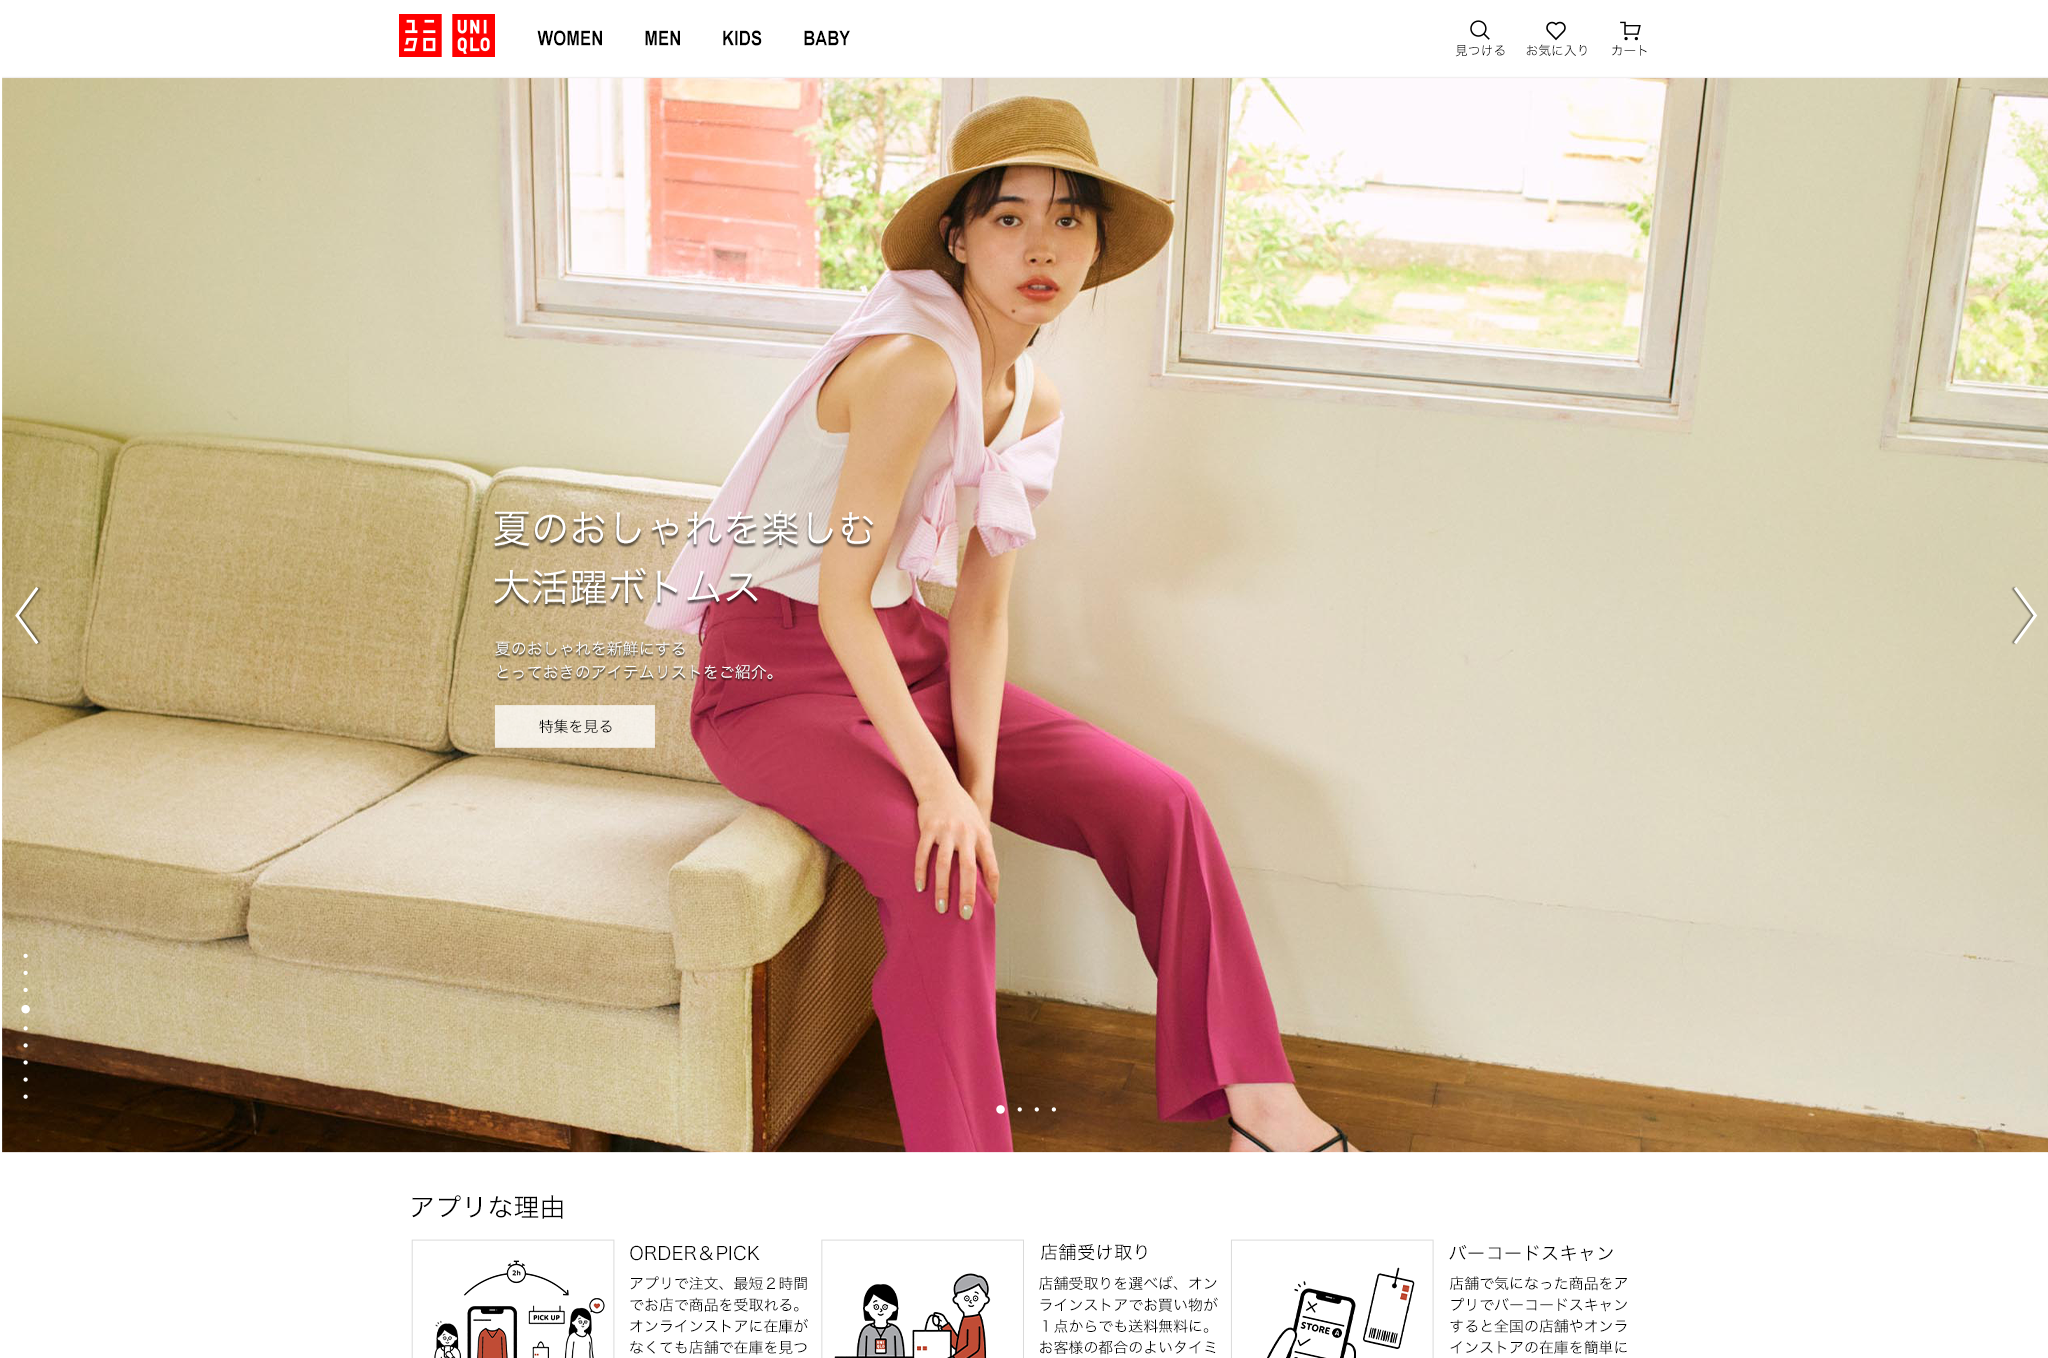 ユニ
クロ
UNI
QLO
WOMEN
MEN
KIDS
BABY
見つける
お気に入り
カート
夏のおしゃれを楽しむ
大活躍ボトムス
夏のおしゃれを新鮮にする
とっておきのアイテムリストをご紹介。
特集を見る
アプリな理由
2h
PICK UP
ORDER＆PICK
アプリで注文、最短２時間
でお店で商品を受取れる。
オンラインストアに在庫が
なくても店舗で在庫を見つ
店舗受け取り
店舗受取りを選べば、オン
ラインストアでお買い物が
１点からでも送料無料に。
お客様の都合のよいタイミ
STORE A
バーコードスキャン
店舗で気になった商品をア
プリでバーコードスキャン
すると全国の店舗やオンラ
インストアの在庫を簡単に